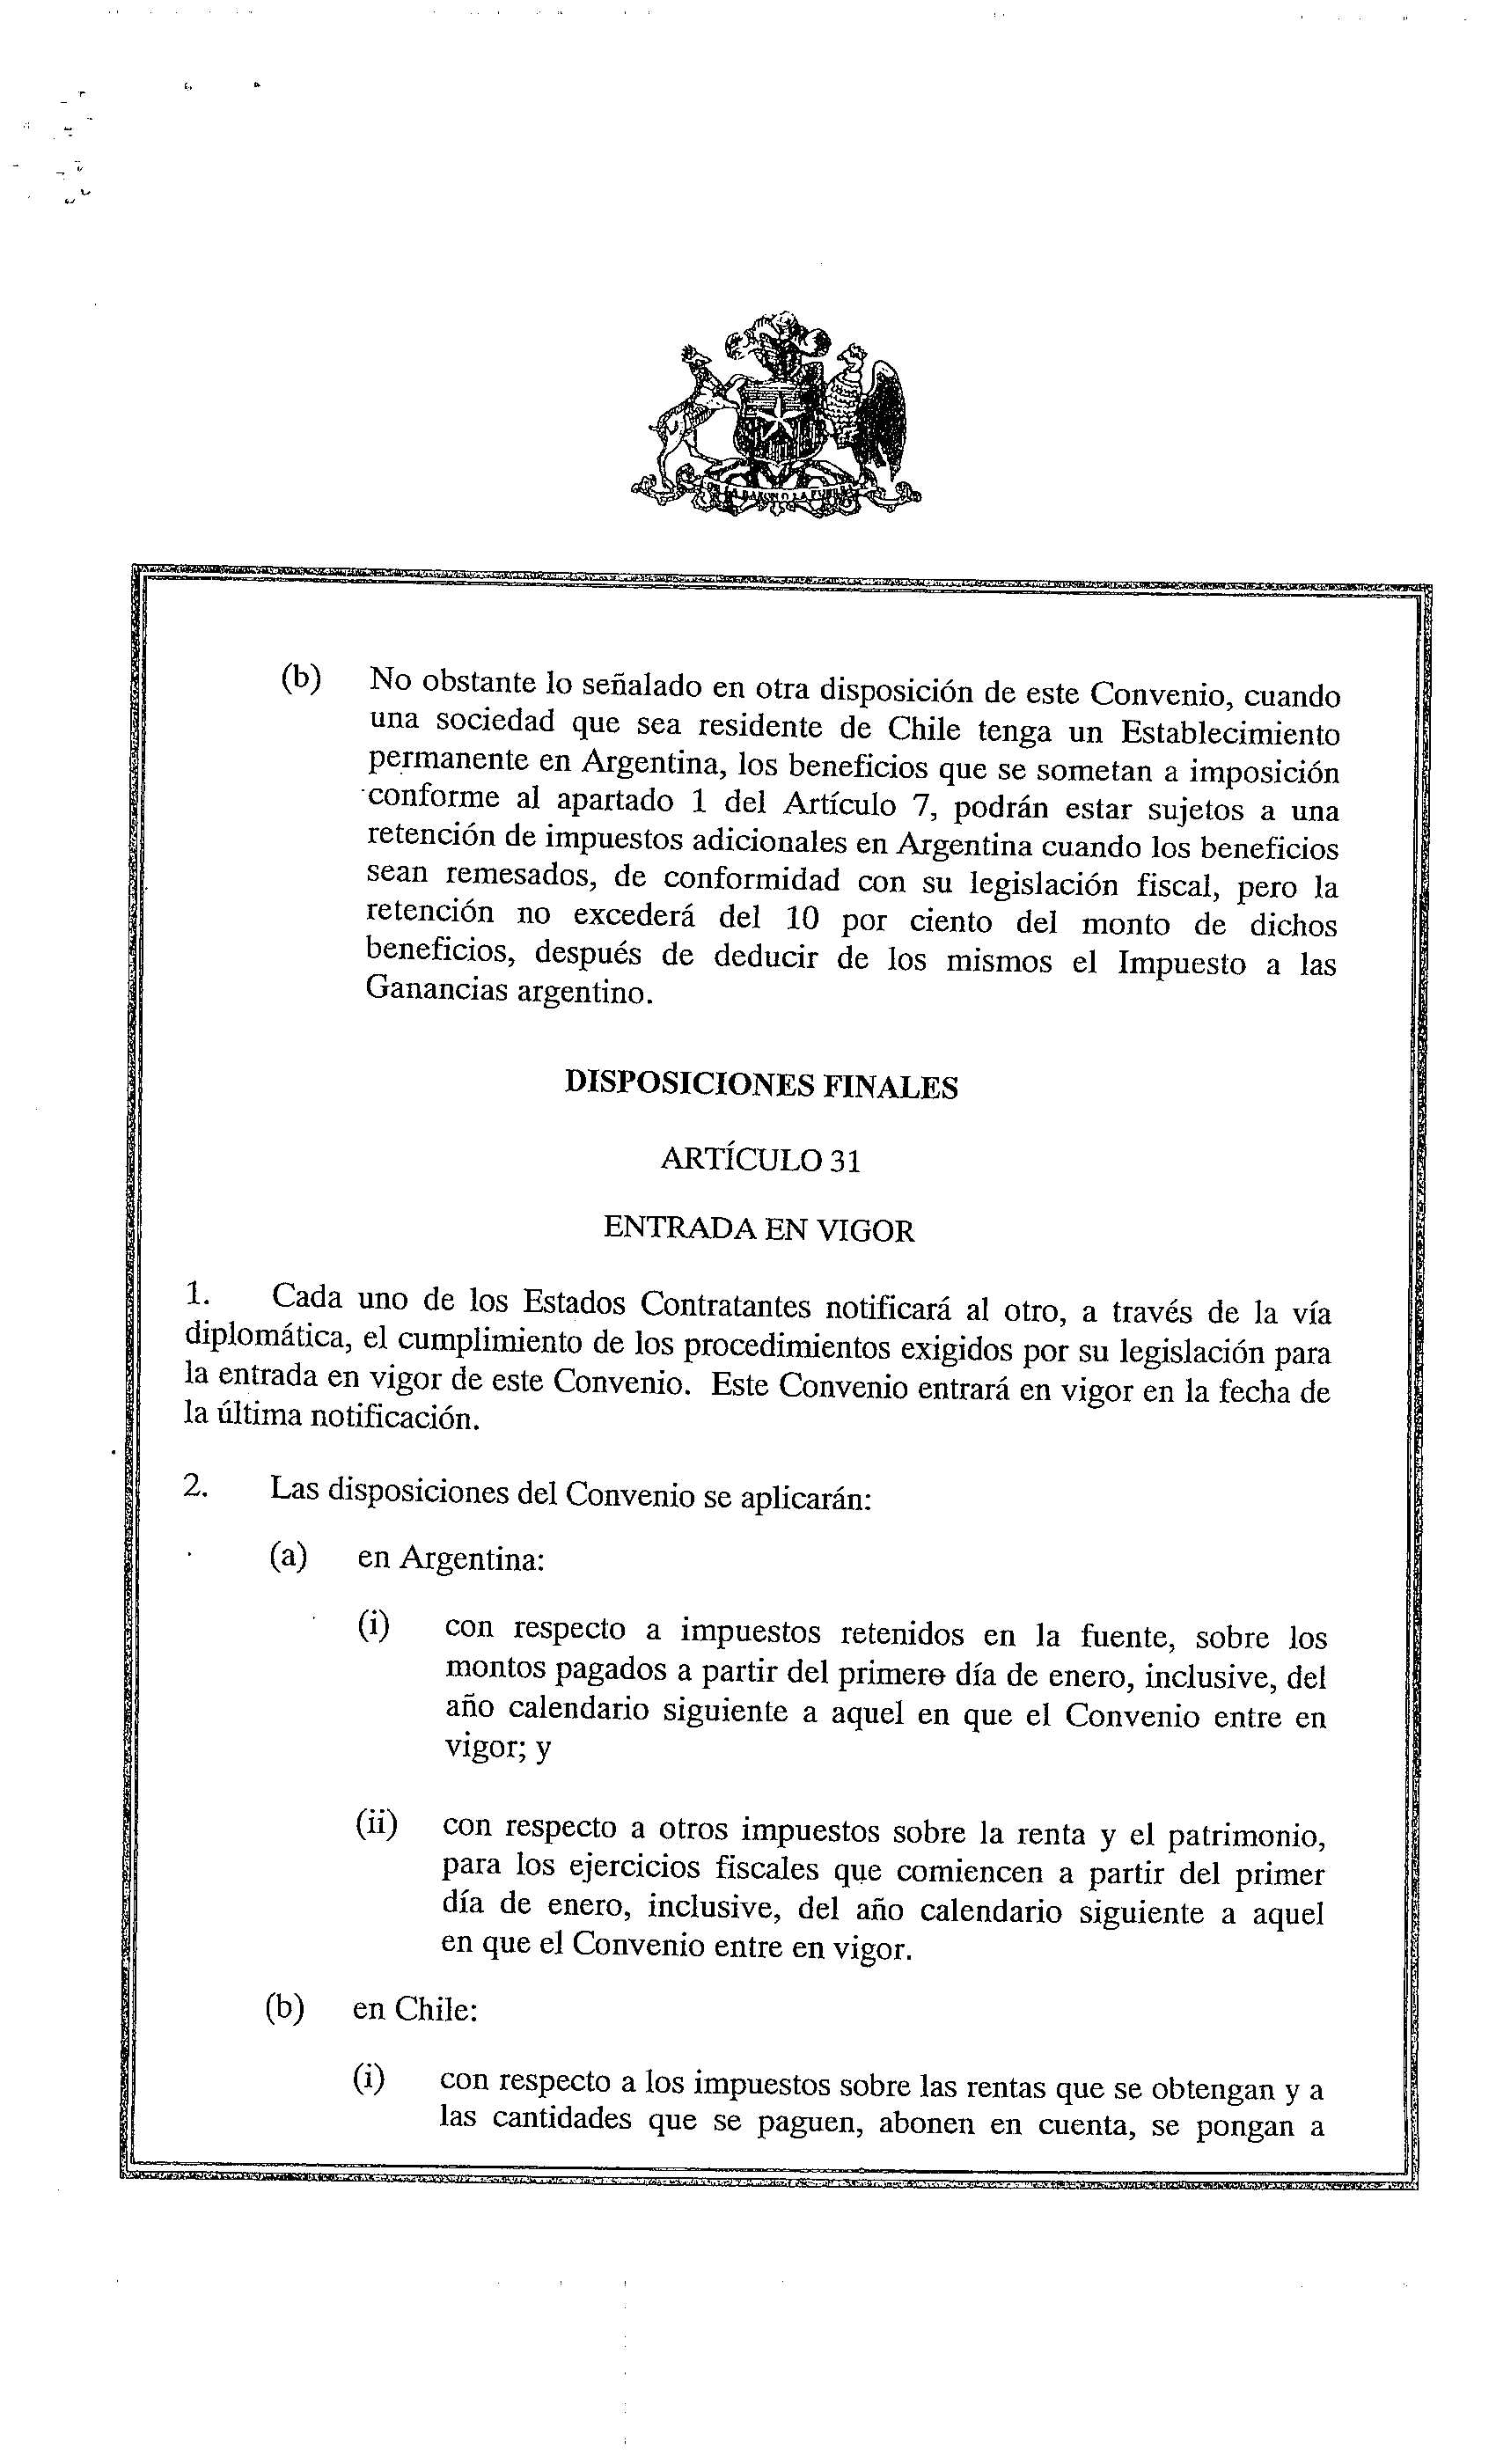 (b) No obstante lo señalado en otra disposición de este Convenio, cuando
una sociedad que sea residente de Chile tenga un Establecimiento
permanente en Argentina, los beneficios que se sometan a imposición
conforme al apartado 1 del Artículo 7, podrán estar sujetos a una
retención de impuestos adicionales en Argentina cuando los beneficios
sean remesados, de conformidad con su legislación fiscal, pero la
retención no excederá del 10 por ciento del monto de dichos
beneficios, después de deducir de los mismos el Impuesto a las
Ganancias argentino.
DISPOSICIONES FINALES
ARTÍCULO 31
ENTRADA EN VIGOR
1. Cada uno de los Estados Contratantes notificará al otro, a través de la vía
diplomática, el cumplimiento de los procedimientos exigidos por su legislación para
la entrada en vigor de este Convenio. Este Convenio entrará en vigor en la fecha de
la última notificación.
2. Las disposiciones del Convenio se aplicarán:
(a) en Argentina:
(i) con respecto a impuestos retenidos en la fuente, sobre los
montos pagados a partir del primero día de enero, inclusive, del
año calendario siguiente a aquel en que el Convenio entre en
vigor; y
(ii) con respecto a otros impuestos sobre la renta y el patrimonio,
para los ejercicios fiscales que comiencen a partir del primer
día de enero, inclusive, del año calendario siguiente a aquel
en que el Convenio entre en vigor.
(b) en Chile:
(i) con respecto a los impuestos sobre las rentas que se obtengan y a
las cantidades que se paguen, abonen en cuenta, se pongan a